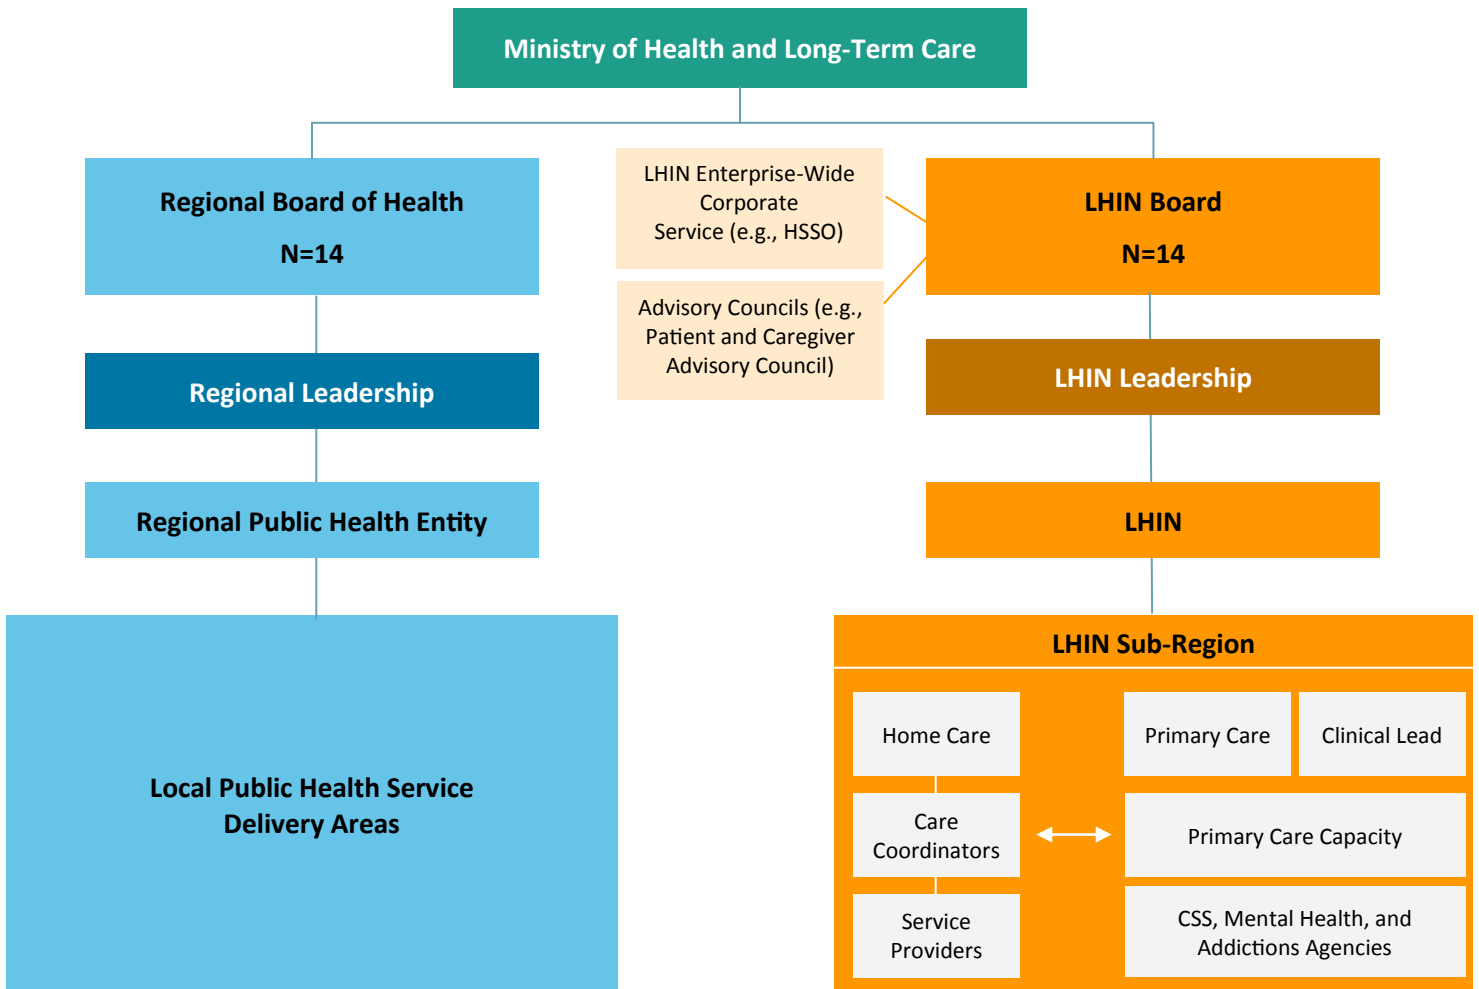 Ministry of Health and Long-Term Care
Regional Board of Health
N=14
LHIN Enterprise-Wide
Corporate
Service (e.g., HSSO)
Advisory Councils (e.g.,
Patient and Caregiver
Advisory Council)
LHIN Board
N=14
Regional Leadership
LHIN Leadership
Regional Public Health Entity
LHIN
Local Public Health Service
Delivery Areas
LHIN Sub-Region
Home Care
Primary Care
Clinical Lead
Care
Coordinators
Primary Care Capacity
Service
Providers
CSS, Mental Health, and
Addictions Agencies